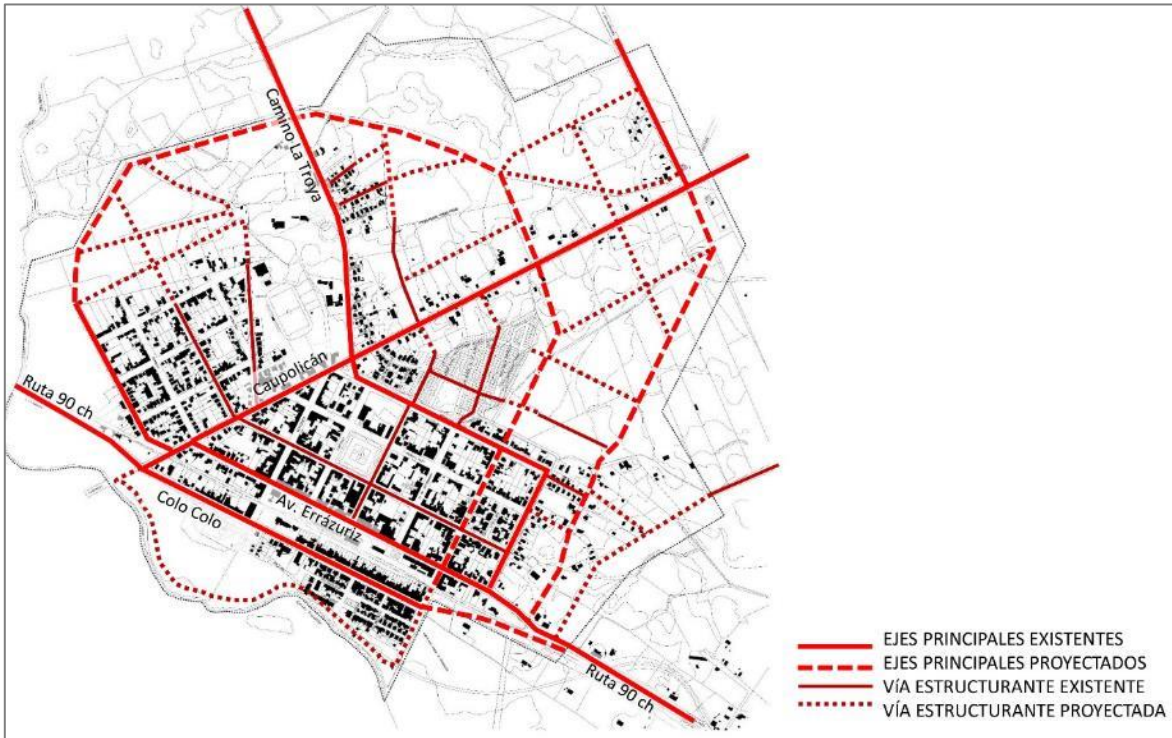 Camino La Troya
Caupolicán
Ruta 90 ch
Colo Colo
Av. Errazuriz
Ruta 90 ch
EJES PRINCIPALES EXISTENTES
EJES PRINCIPALES PROYECTADOS
VÍA ESTRUCTURANTE EXISTENTE
VÍA ESTRUCTURANTE PROYECTADA